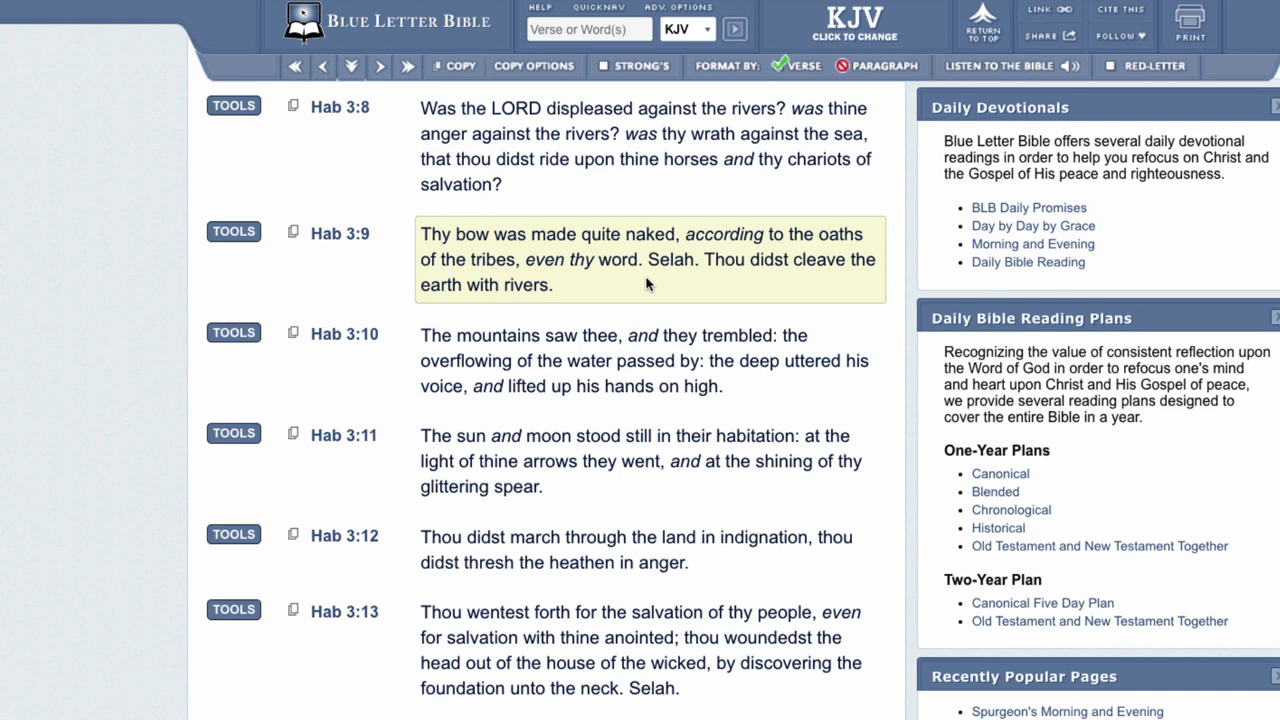 BLUE LETTER BIBLE
HELP QUICKNAV ADV. OPTIONS
Verse or Word(s)
KJV
KJV
CLICK TO CHANGE
RETURN
TO TOP
LINK
CITE THIS
SHARE
FOLLOW
PRINT
COPY COPY OPTIONS STRONG'S FORMAT BY: VERSE PARAGRAPH LISTEN TO THE BIBLE RED-LETTER
TOOLS Hab 3:8 Was the LORD displeased against the rivers? was thine
anger against the rivers? was thy wrath against the sea,
that thou didst ride upon thine horses and thy chariots of
salvation?
TOOLS Hab 3:9 Thy bow was made quite naked, according to the oaths
of the tribes, even thy word. Selah. Thou didst cleave the
earth with rivers.
TOOLS Hab 3:10 The mountains saw thee, and they trembled: the
overflowing of the water passed by: the deep uttered his
voice, and lifted up his hands on high.
TOOLS Hab 3:11 The sun and moon stood still in their habitation: at the
light of thine arrows they went, and at the shining of thy
glittering spear.
TOOLS Hab 3:12 Thou didst march through the land in indignation, thou
didst thresh the heathen in anger.
TOOLS Hab 3:13 Thou wentest forth for the salvation of thy people, even
for salvation with thine anointed; thou woundedst the
head out of the house of the wicked, by discovering the
foundation unto the neck. Selah.
Daily Devotionals
Blue Letter Bible offers several daily devotional
readings in order to help you refocus on Christ and
the Gospel of His peace and righteousness.
BLB Daily Promises
Day by Day by Grace
Morning and Evening
Daily Bible Reading
Daily Bible Reading Plans
Recognizing the value of consistent reflection upon
the Word of God in order to refocus one's mind
and heart upon Christ and His Gospel of peace,
we provide several reading plans designed to
cover the entire Bible in a year.
One-Year Plans
Canonical
Blended
Chronological
Historical
Old Testament and New Testament Together
Two-Year Plan
Canonical Five Day Plan
Old Testament and New Testament Together
Recently Popular Pages
Spurgeon's Morning and Evening